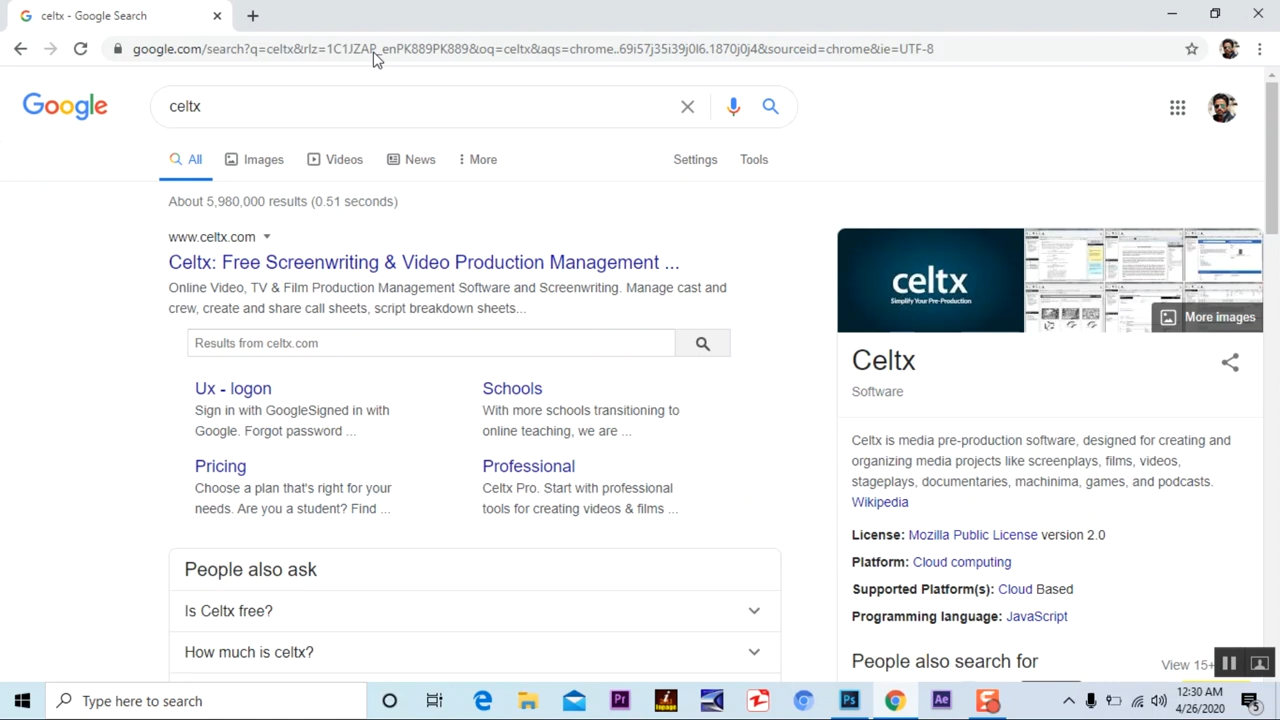 celtx - Google Search
google.com/search?q=celtx&rlz=1C1JZAP_enPK889PK889&oq=celtx&aqs=chrome..69i57j35i39j0l6.1870j0j4&sourceid=chrome&ie=UTF-8
Google
celtx
All
Images
Videos
News
More
Settings
Tools
About 5,980,000 results (0.51 seconds)
www.celtx.com
Celtx: Free Screenwriting & Video Production Management ...
Online Video, TV & Film Production Management Software and Screenwriting. Manage cast and
crew, create and share call sheets, script breakdown sheets...
Results from celtx.com
Ux - logon
Sign in with GoogleSigned in with
Google. Forgot password ...
Schools
With more schools transitioning to
online teaching, we are ...
Pricing
Choose a plan that's right for your
needs. Are you a student? Find ...
Professional
Celtx Pro. Start with professional
tools for creating videos & films ...
People also ask
Is Celtx free?
How much is celtx?
celtx
Simplify Your Pre-Production
More images
Celtx
Software
Celtx is media pre-production software, designed for creating and
organizing media projects like screenplays, films, videos,
stageplays, documentaries, machinima, games, and podcasts.
Wikipedia
License: Mozilla Public License version 2.0
Platform: Cloud computing
Supported Platform(s): Cloud Based
Programming language: JavaScript
People also search for
View 15+
Type here to search
Pr
Ps
Ae
12:30 AM
4/26/2020
5